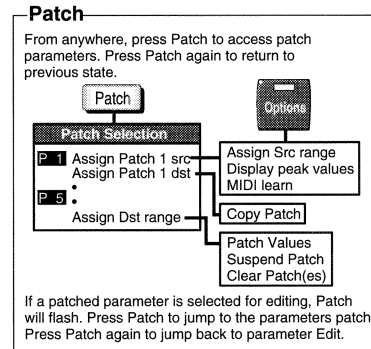 Patch
From anywhere, press Patch to access patch
parameters. Press Patch again to return to
previous state.
Patch
Options
Patch Selection
P 1 Assign Patch 1 src
Assign Patch 1 dst
•
P 5 •
Assign Dst range
Assign Src range
Display peak values
MIDI learn
Copy Patch
Patch Values
Suspend Patch
Clear Patch(es)
If a patched parameter is selected for editing, Patch
will flash. Press Patch to jump to the parameters patch
Press Patch again to jump back to parameter Edit.